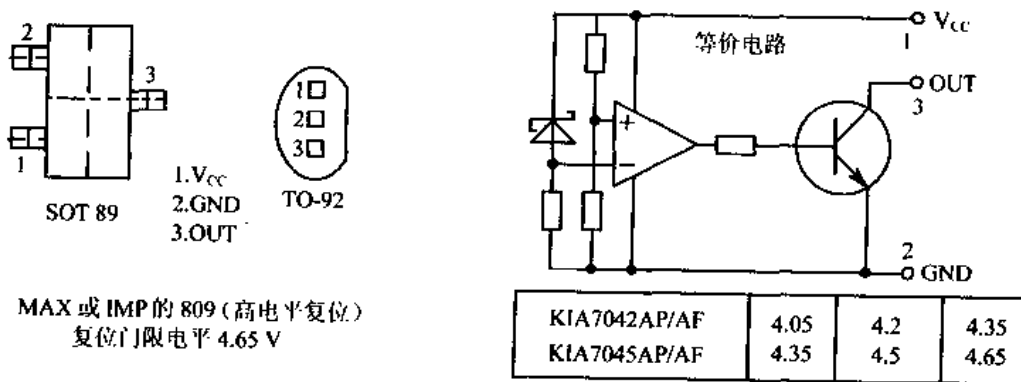 2
3
1
SOT 89
1
2
3
TO-92
1.VCC
2.GND
3.OUT
MAX 或 IMP 的 809 (高电平复位)
复位门限电平 4.65 V
等价电路
VCC
1
OUT
3
+
−
2
GND
KIA7042AP/AF 4.05 4.2 4.35
KIA7045AP/AF 4.35 4.5 4.65